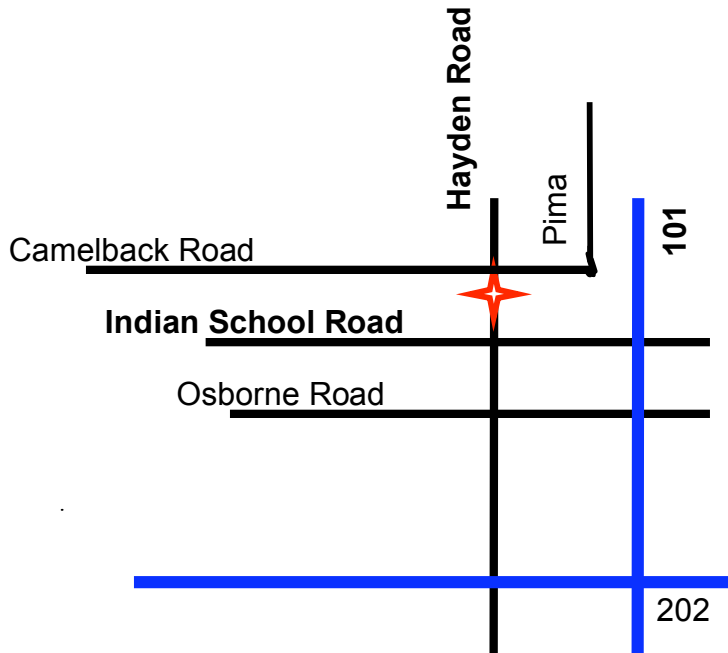 Hayden Road
Pima
101
Camelback Road
Indian School Road
Osborne Road
202